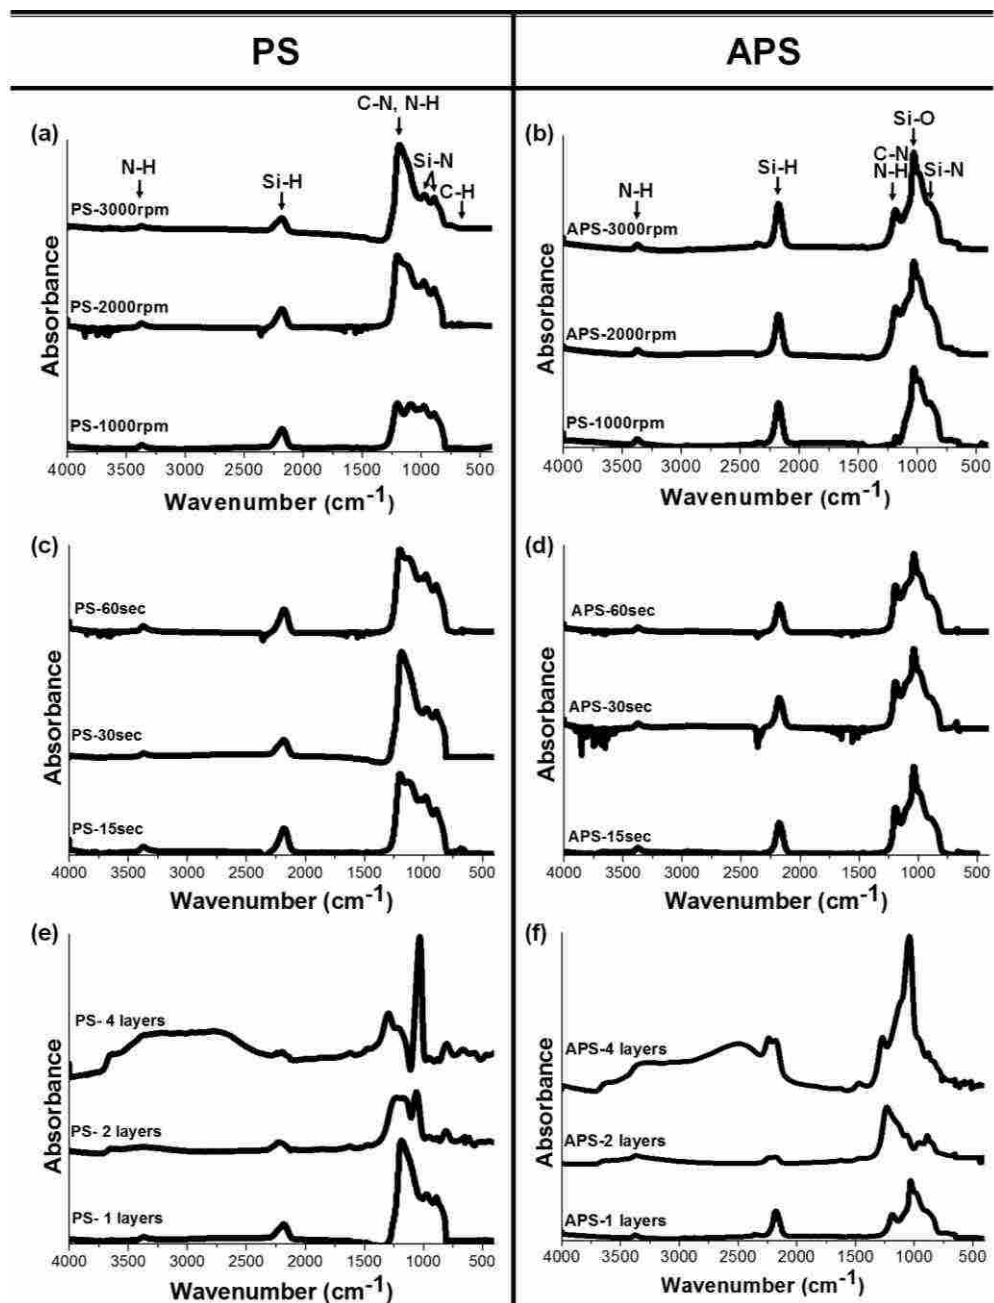 PS
APS
(a)
C-N, N-H
N-H
Si-H
Si-N
C-H
PS-3000rpm
PS-2000rpm
PS-1000rpm
Absorbance
4000 3500 3000 2500 2000 1500 1000 500
Wavenumber (cm-1)
(b)
Si-O
C-N
N-H
Si-H
N-H
Si-N
APS-3000rpm
APS-2000rpm
PS-1000rpm
Absorbance
4000 3500 3000 2500 2000 1500 1000 500
Wavenumber (cm-1)
(c)
PS-60sec
PS-30sec
PS-15sec
Absorbance
4000 3500 3000 2500 2000 1500 1000 500
Wavenumber (cm-1)
(d)
APS-60sec
APS-30sec
APS-15sec
Absorbance
4000 3500 3000 2500 2000 1500 1000 500
Wavenumber (cm-1)
(e)
PS- 4 layers
PS- 2 layers
PS- 1 layers
Absorbance
4000 3500 3000 2500 2000 1500 1000 500
Wavenumber (cm-1)
(f)
APS-4 layers
APS-2 layers
APS-1 layers
Absorbance
4000 3500 3000 2500 2000 1500 1000 500
Wavenumber (cm-1)